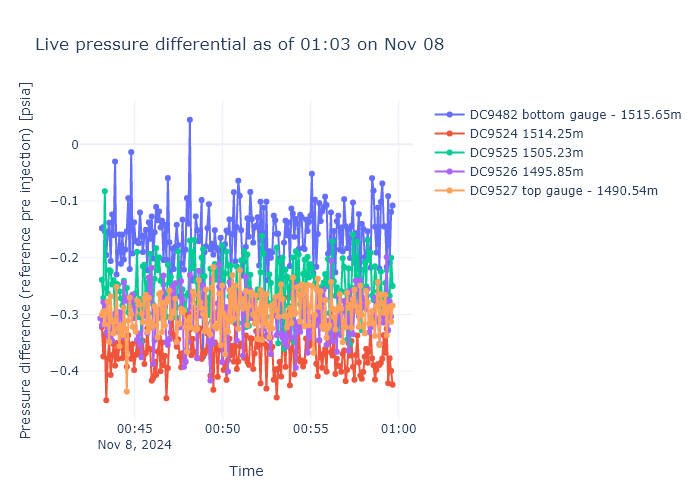 Live pressure differential as of 01:03 on Nov 08
Pressure difference (reference pre injection) [psia]
0
−0.1
−0.2
−0.3
−0.4
00:45
Nov 8, 2024
00:50
00:55
01:00
Time
DC9482 bottom gauge - 1515.65m
DC9524 1514.25m
DC9525 1505.23m
DC9526 1495.85m
DC9527 top gauge - 1490.54m